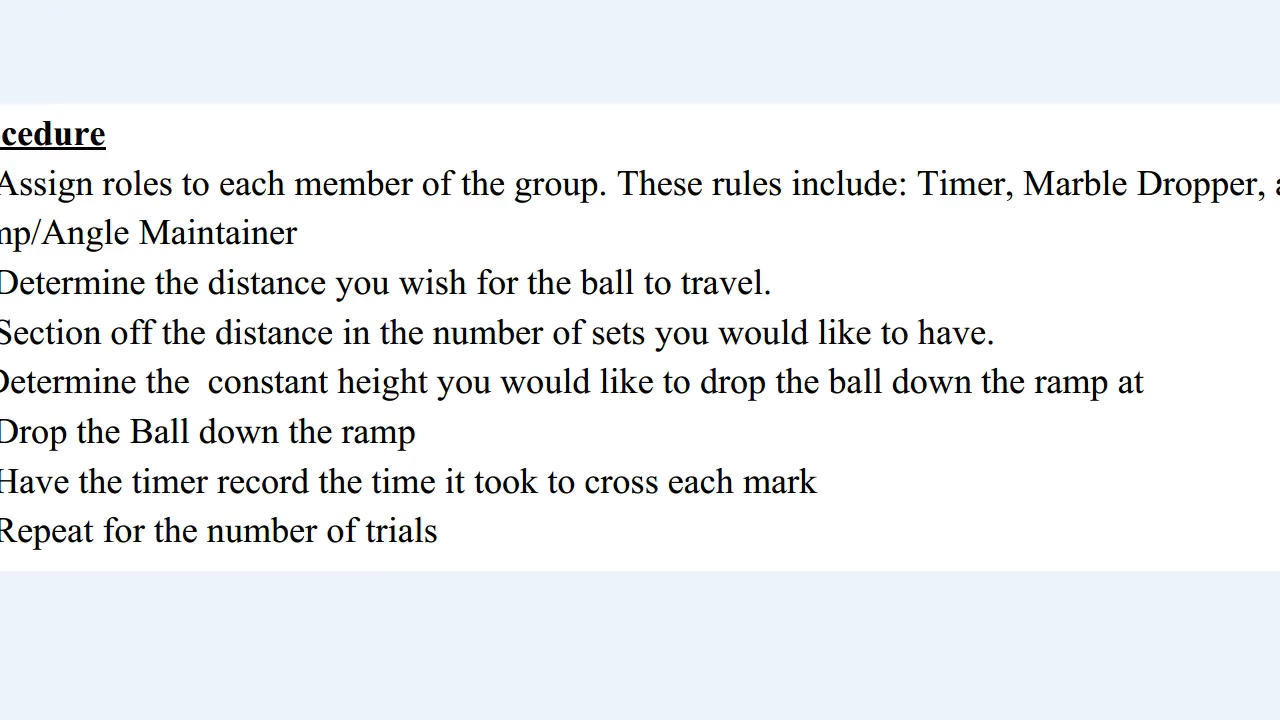 cedure
Assign roles to each member of the group. These rules include: Timer, Marble Dropper,
mp/Angle Maintainer
Determine the distance you wish for the ball to travel.
Section off the distance in the number of sets you would like to have.
Determine the  constant height you would like to drop the ball down the ramp at
Drop the Ball down the ramp
Have the timer record the time it took to cross each mark
Repeat for the number of trials